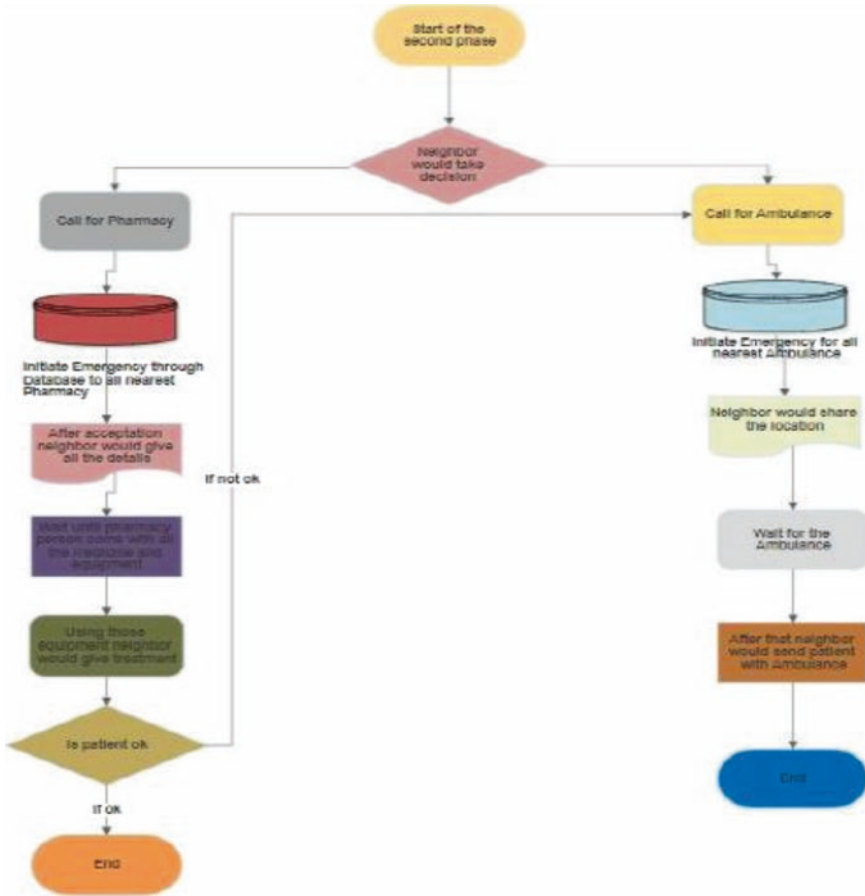 Start of the
second phase
Neighbor
would take
decision
Call for Pharmacy
Call for Ambulance
Initiate Emergency through
Database to all nearest
Pharmacy
Initiate Emergency for all
nearest Ambulance
After acceptation
neighbor would give
all the details
Neighbor would share
the location
If not ok
Wait until pharmacy
person come with all
the medicine and
equipment
Wait for the
Ambulance
Using those
equipment neighbor
would give treatment
After that neighbor
would send patient
with Ambulance
Is patient ok
End
If ok
End